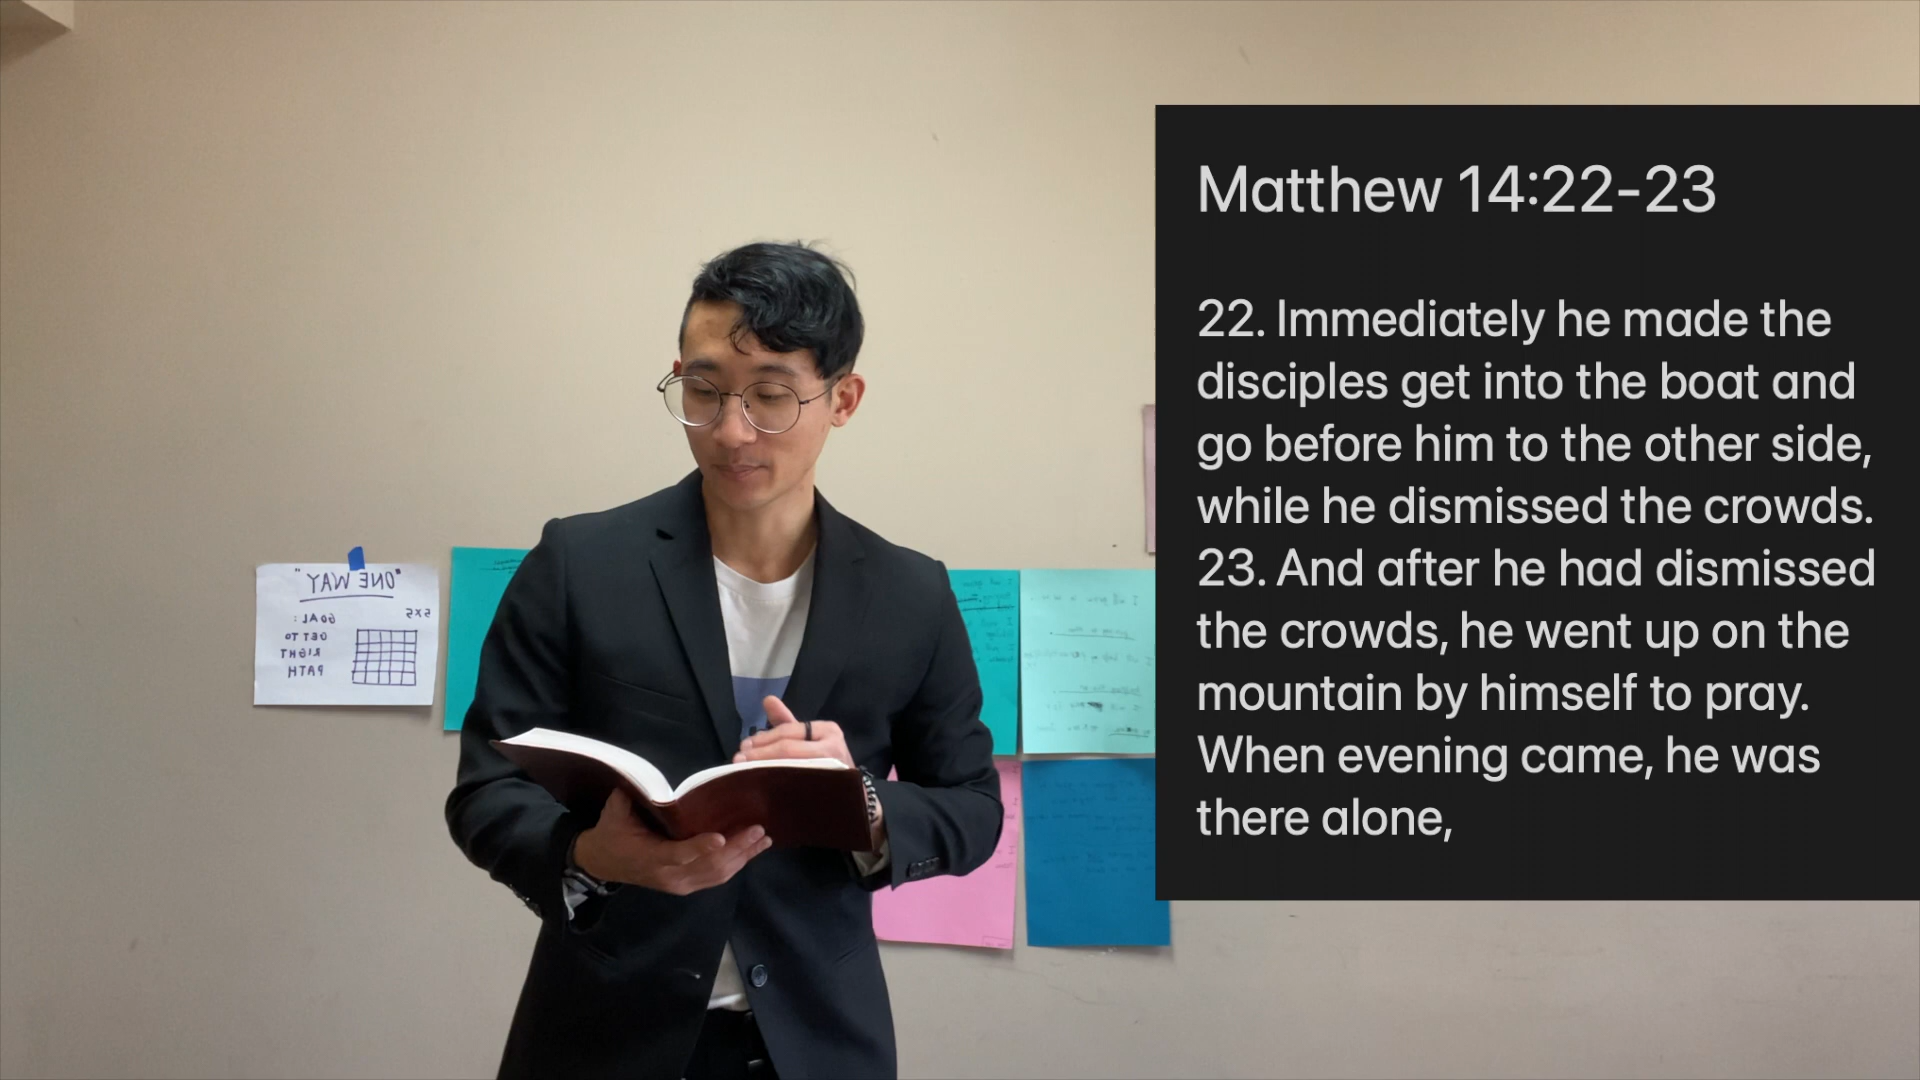 Matthew 14:22-23
22. Immediately he made the
disciples get into the boat and
go before him to the other side,
while he dismissed the crowds.
23. And after he had dismissed
the crowds, he went up on the
mountain by himself to pray.
When evening came, he was
there alone,
"ONE WAY"
5X5
GOAL:
GET TO
RIGHT
PATH